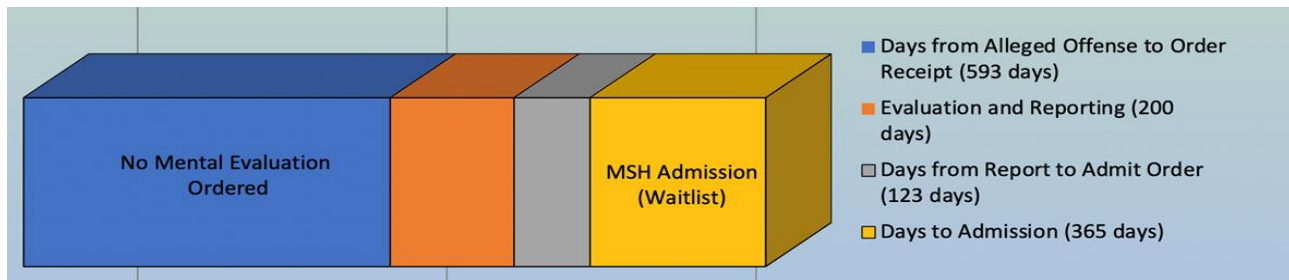 No Mental Evaluation
Ordered
MSH Admission
(Waitlist)
Days from Alleged Offense to Order
Receipt (593 days)
Evaluation and Reporting (200
days)
Days from Report to Admit Order
(123 days)
Days to Admission (365 days)